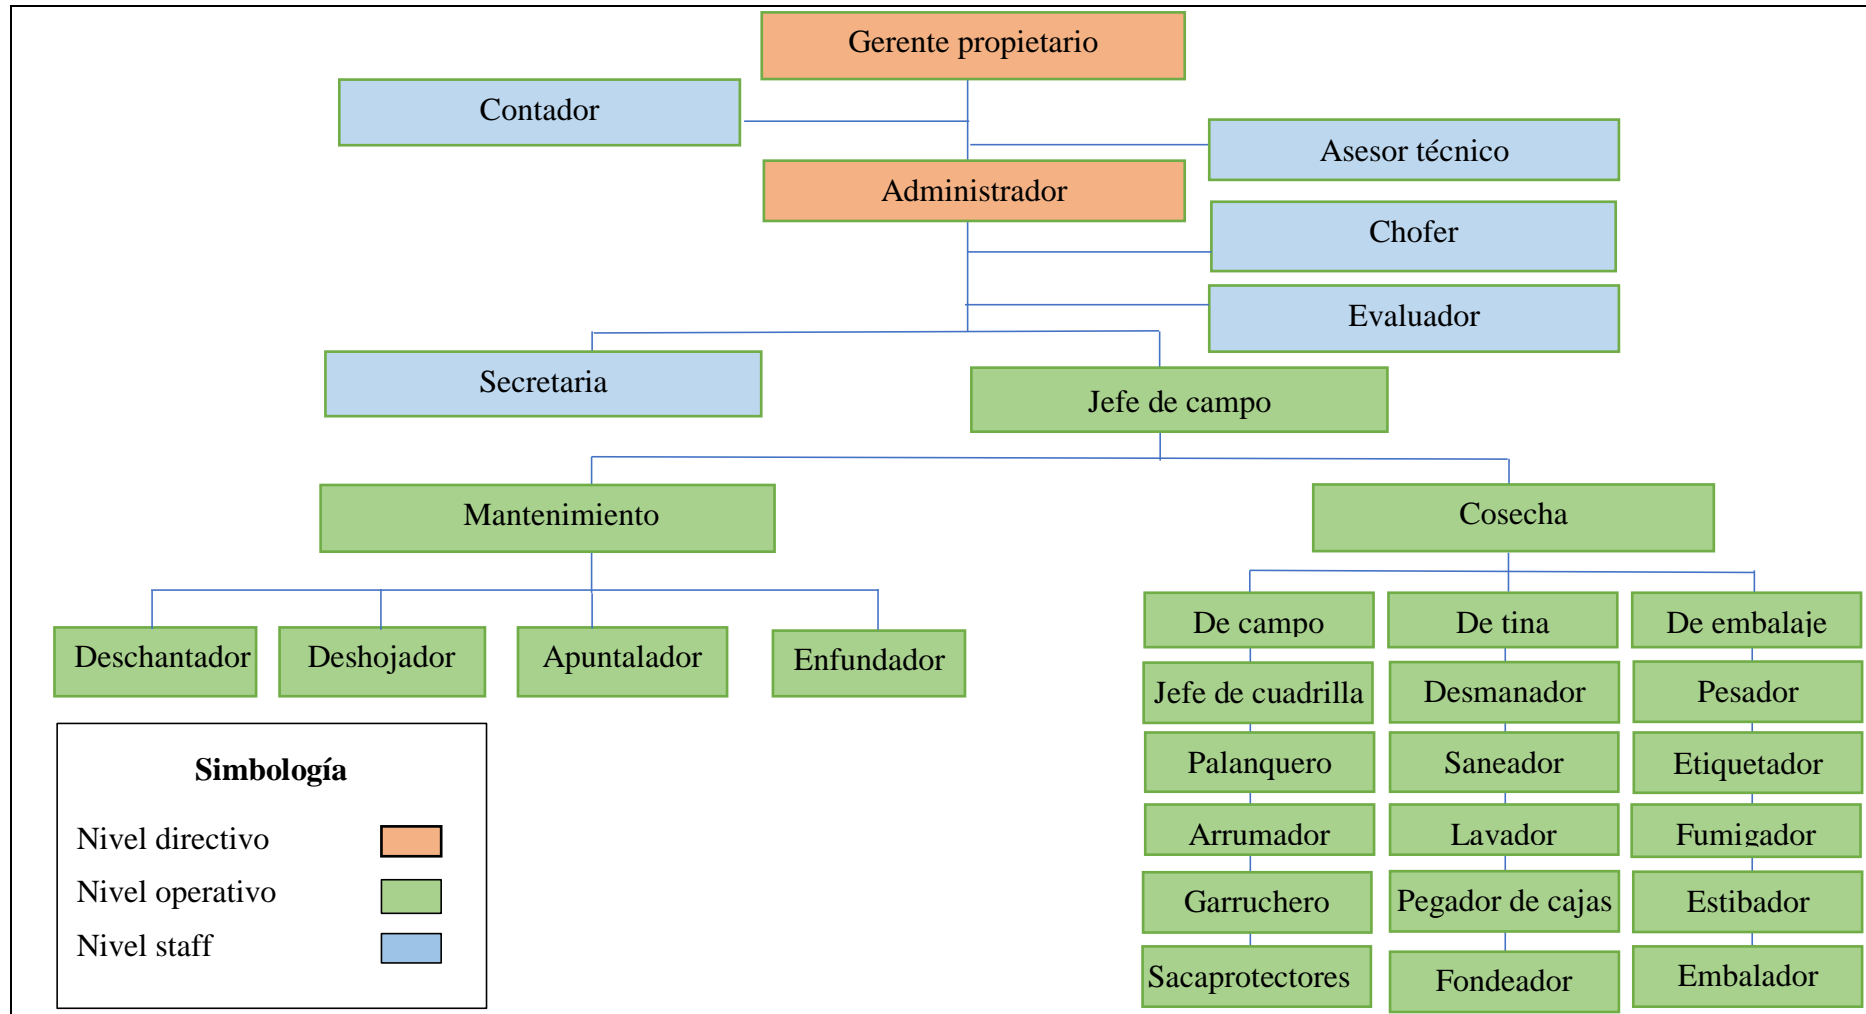 Gerente propietario
Contador
Asesor técnico
Administrador
Chofer
Evaluador
Secretaria
Jefe de campo
Mantenimiento
Cosecha
Deschantador
Deshojador
Apuntalador
Enfundador
De campo
De tina
De embalaje
Jefe de cuadrilla
Desmanador
Pesador
Palanquero
Saneador
Etiquetador
Arrumador
Lavador
Fumigador
Garruchero
Pegador de cajas
Estibador
Sacaprotectores
Fondeador
Embalador
Simbología
Nivel directivo
Nivel operativo
Nivel staff